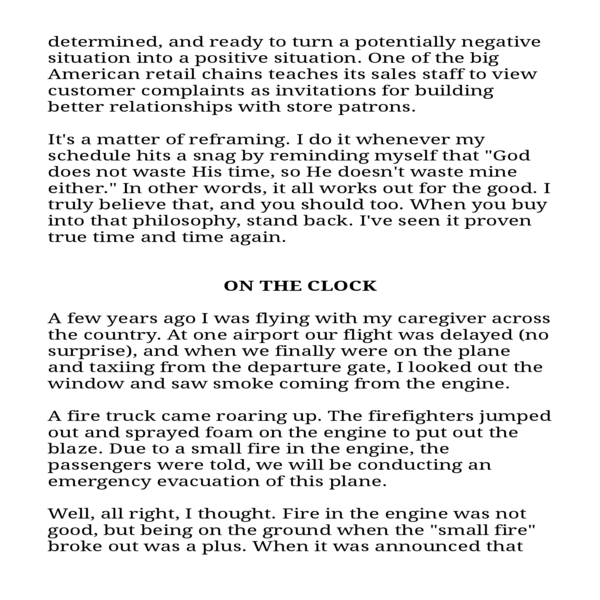 determined, and ready to turn a potentially negative
situation into a positive situation. One of the big
American retail chains teaches its sales staff to view
customer complaints as invitations for building
better relationships with store patrons.
It's a matter of reframing. I do it whenever my
schedule hits a snag by reminding myself that "God
does not waste His time, so He doesn't waste mine
either." In other words, it all works out for the good. I
truly believe that, and you should too. When you buy
into that philosophy, stand back. I've seen it proven
true time and time again.
ON THE CLOCK
A few years ago I was flying with my caregiver across
the country. At one airport our flight was delayed (no
surprise), and when we finally were on the plane
and taxiing from the departure gate, I looked out the
window and saw smoke coming from the engine.
A fire truck came roaring up. The firefighters jumped
out and sprayed foam on the engine to put out the
blaze. Due to a small fire in the engine, the
passengers were told, we will be conducting an
emergency evacuation of this plane.
Well, all right, I thought. Fire in the engine was not
good, but being on the ground when the "small fire"
broke out was a plus. When it was announced that